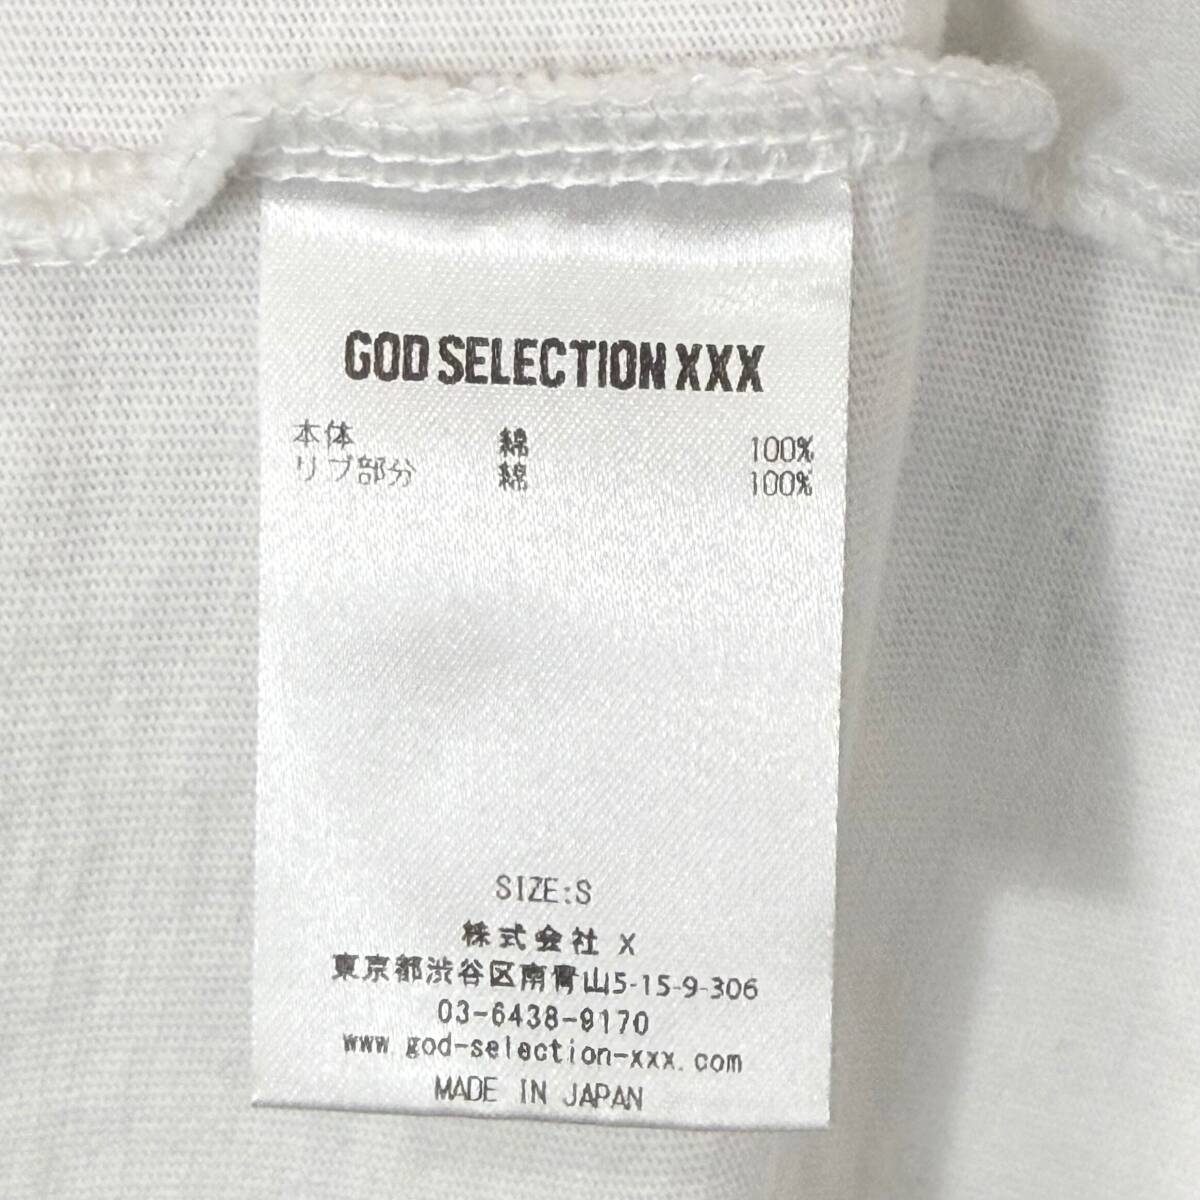 GOD SELECTION XXX
本体 綿 100%
リブ部分 綿 100%
SIZE:S
株式会社 X
東京都渋谷区南青山5-15-9-306
03-6438-9170
www.god-selection-xxx.com
MADE IN JAPAN